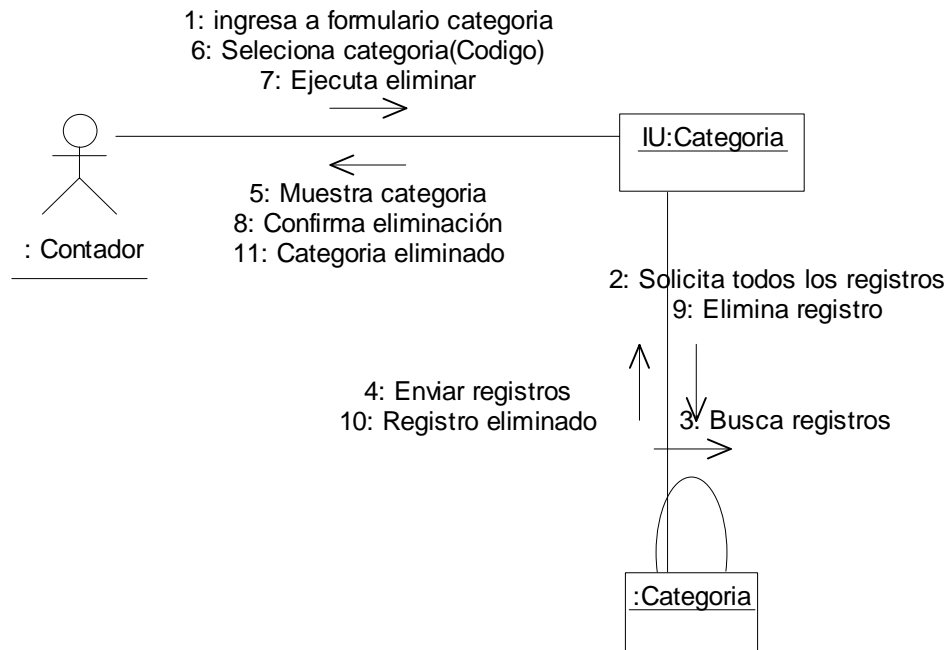 1: ingresa a formulario categoria
6: Seleciona categoria(Codigo)
7: Ejecuta eliminar
IU:Categoria
5: Muestra categoria
8: Confirma eliminación
11: Categoria eliminado
: Contador
2: Solicita todos los registros
9: Elimina registro
4: Enviar registros
10: Registro eliminado
3: Busca registros
:Categoria